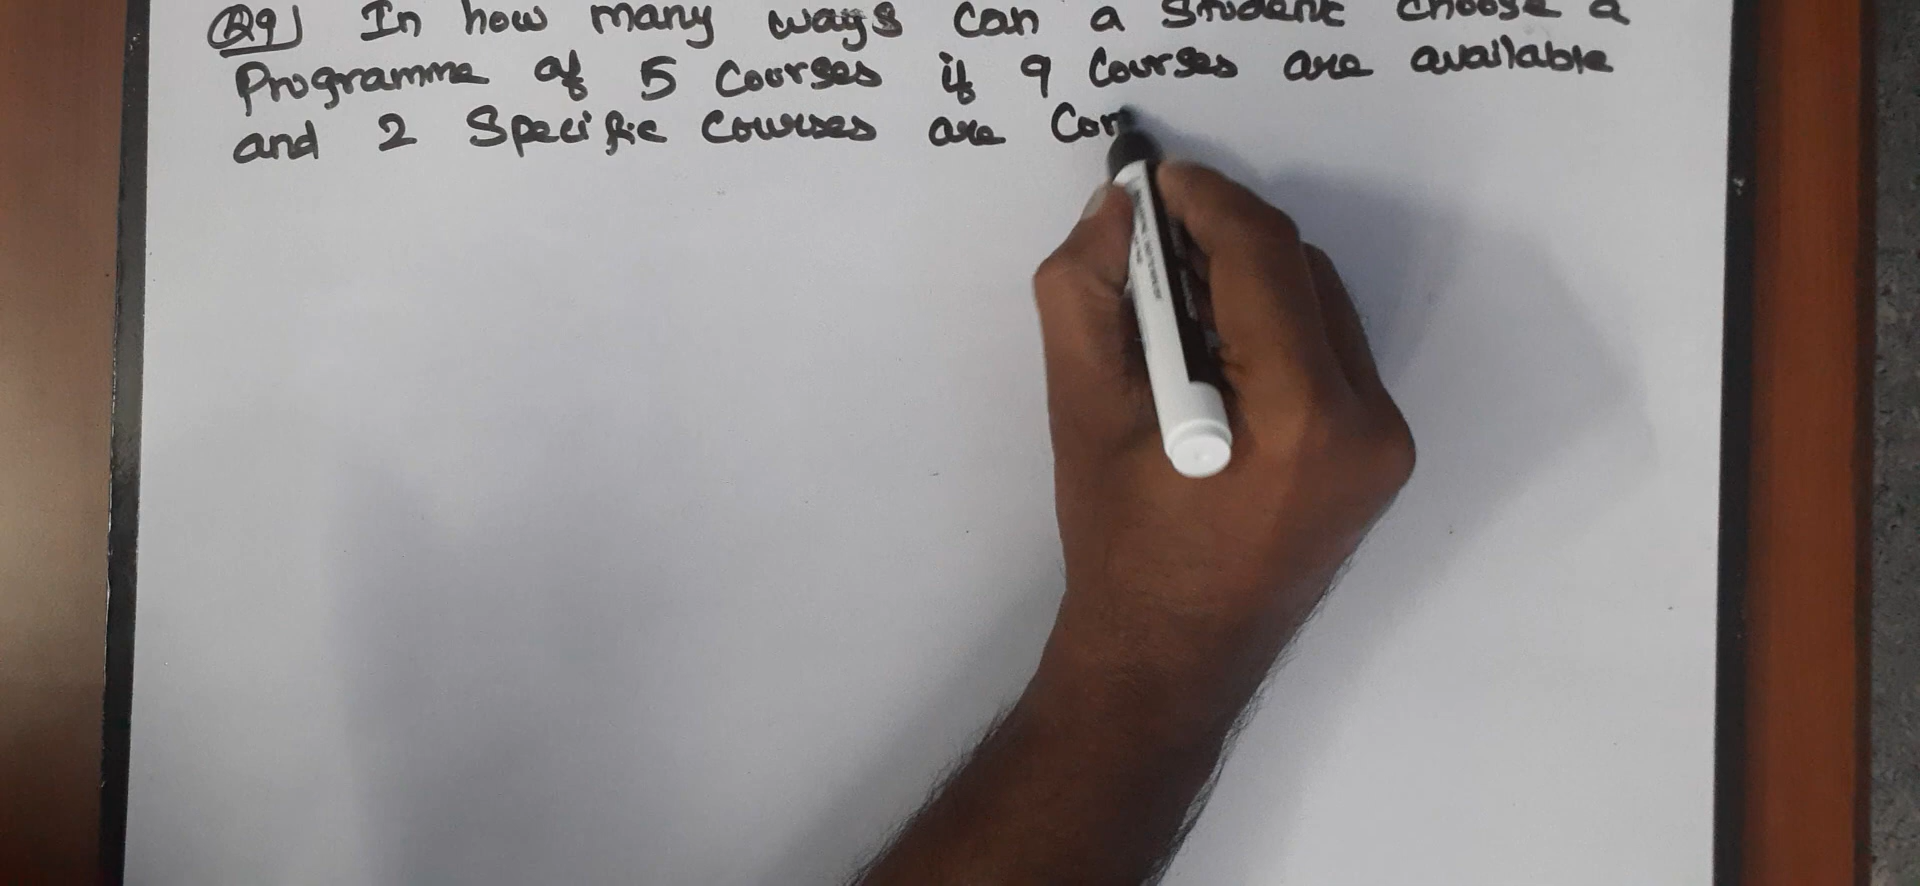 Q9) In how many ways can a student choose a
Programme of 5 Courses if 9 Courses are available
and 2 Specific Courses are Com